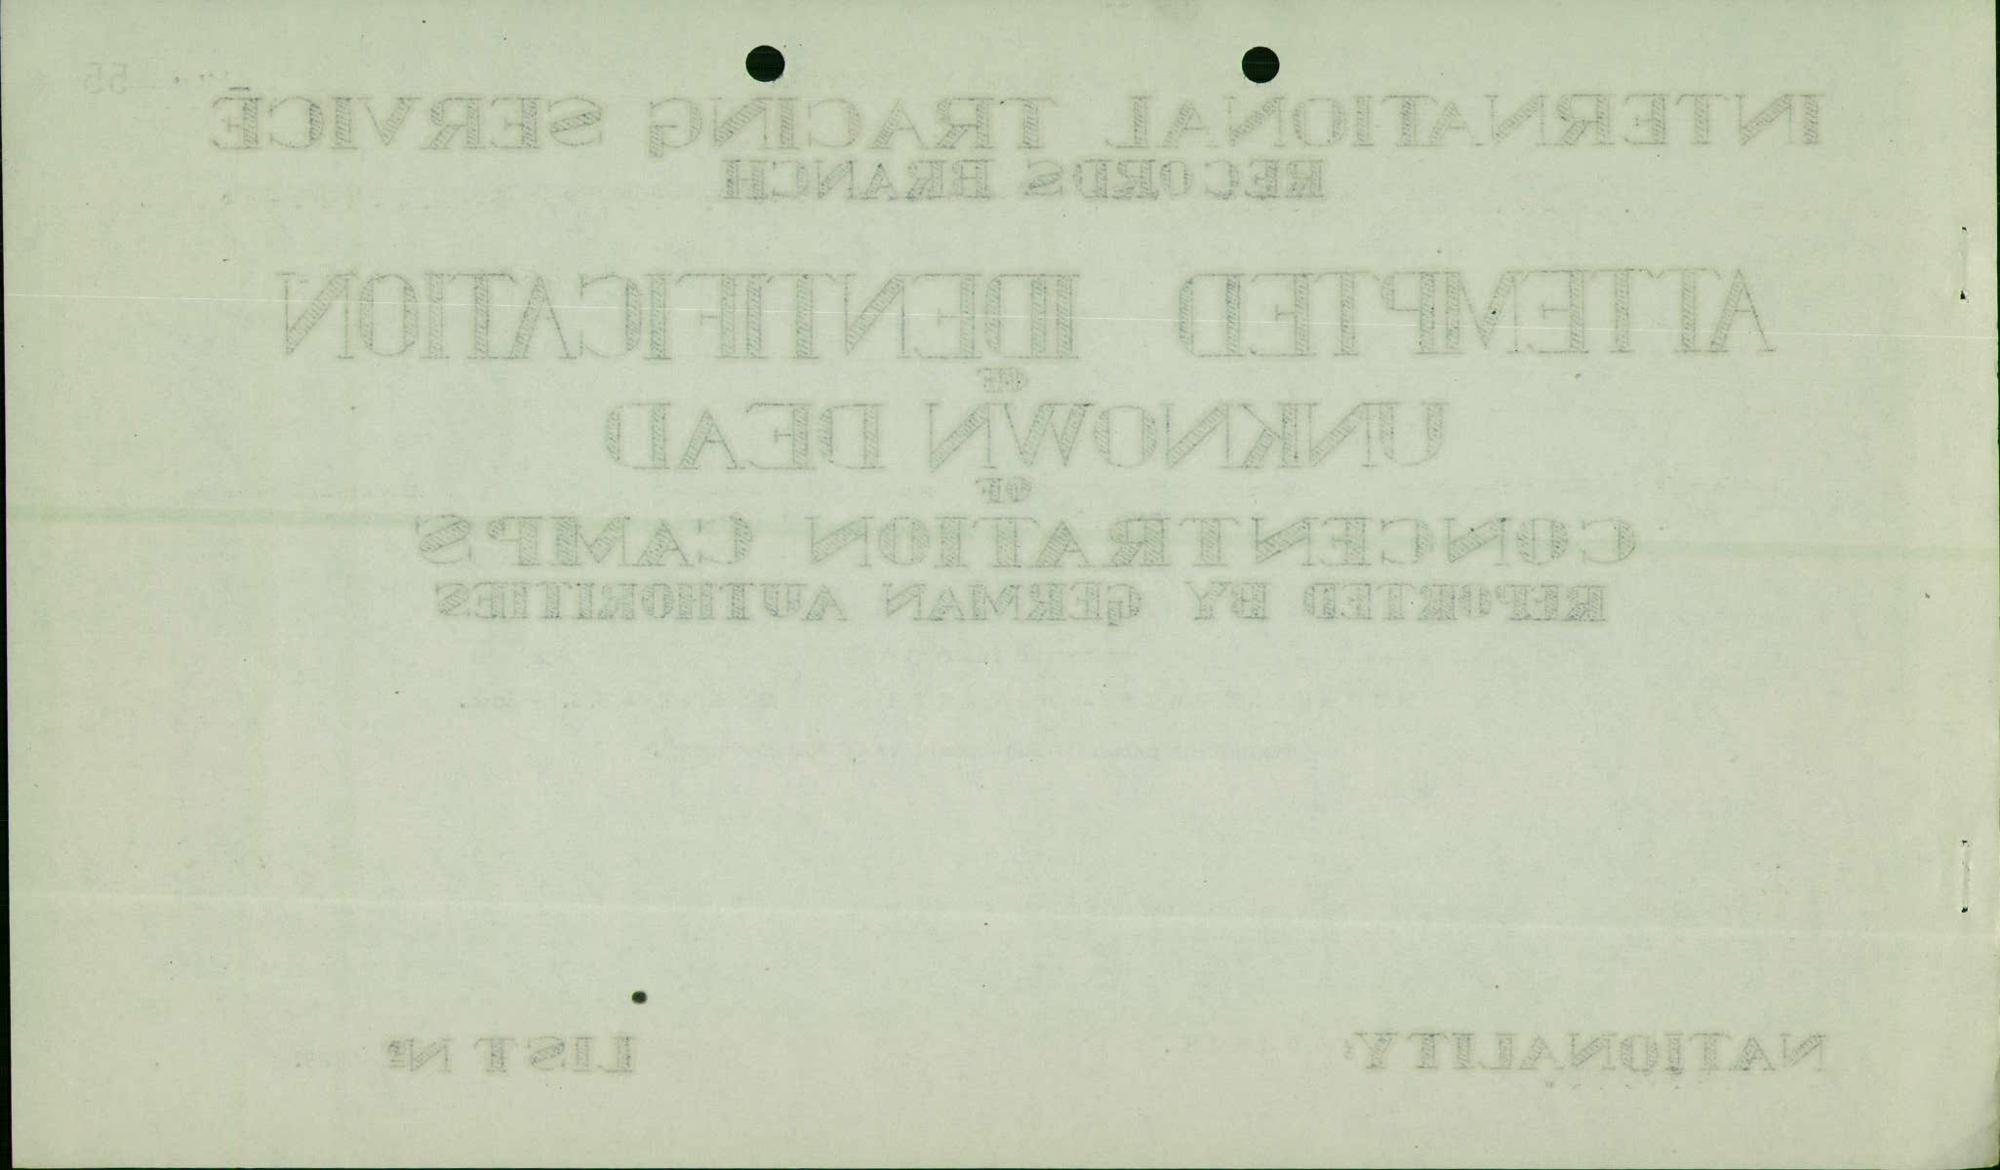 55
INTERNATIONAL TRACING SERVICE
RECORDS BRANCH
ATTEMPTED IDENTIFICATION
OF
UNKNOWN DEAD
OF
CONCENTRATION CAMPS
REPORTED BY GERMAN AUTHORITIES
NATIONALITY: LIST Nº